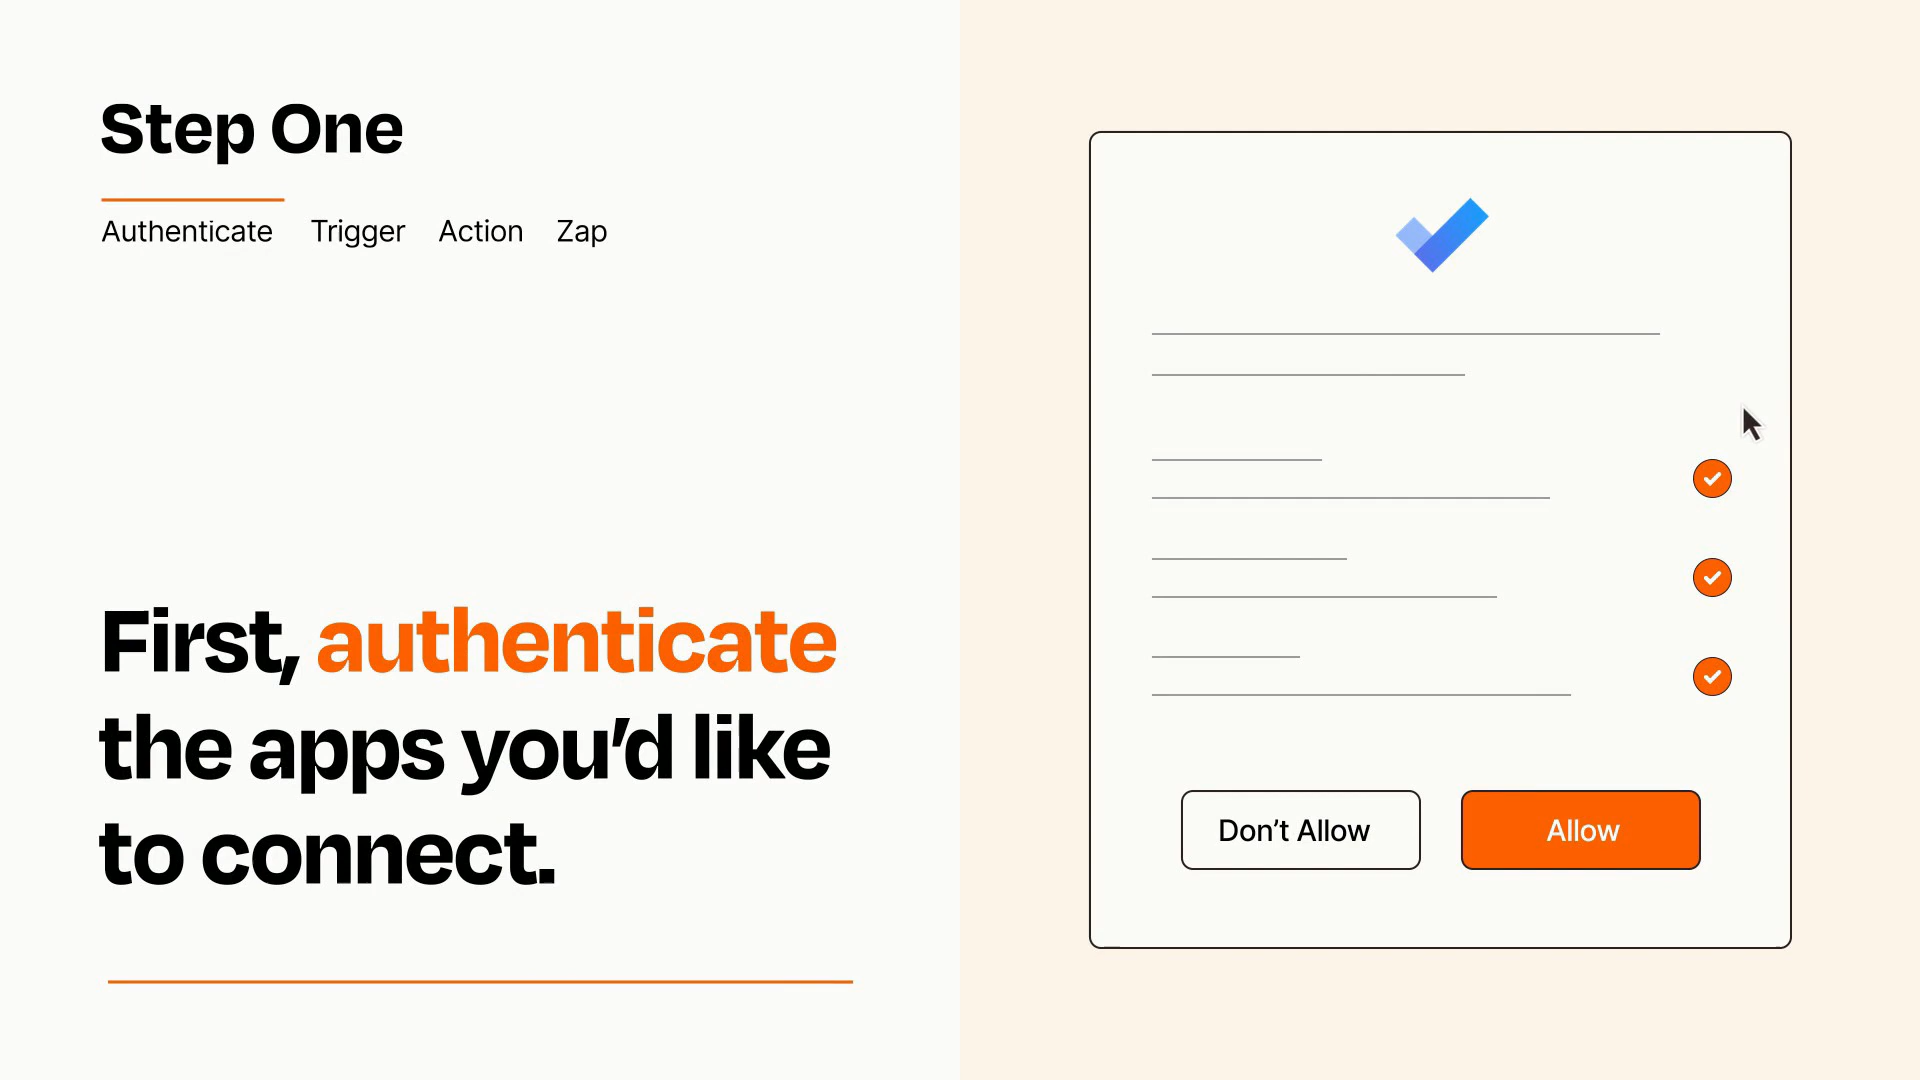 Step One
Authenticate Trigger Action Zap
First, authenticate
the apps you’d like
to connect.
Don’t Allow
Allow